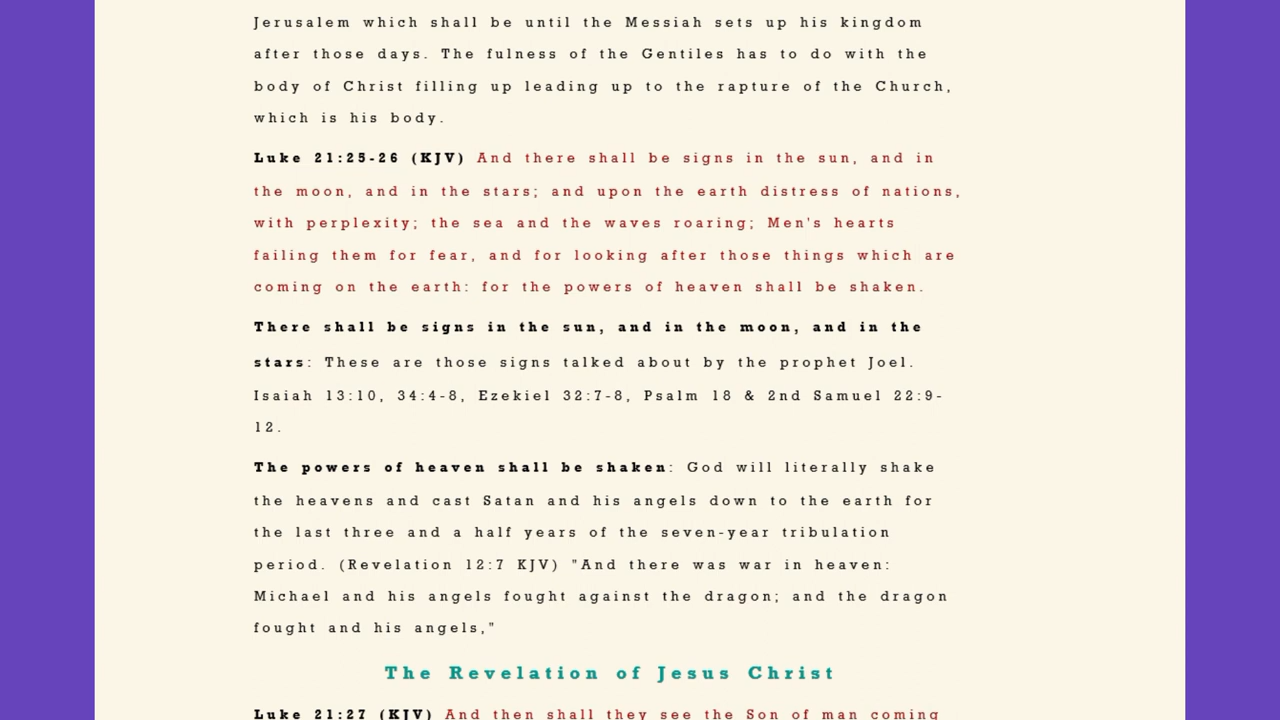 Jerusalem which shall be until the Messiah sets up his kingdom
after those days. The fulness of the Gentiles has to do with the
body of Christ filling up leading up to the rapture of the Church,
which is his body.
Luke 21:25-26 (KJV) And there shall be signs in the sun, and in
the moon, and in the stars; and upon the earth distress of nations,
with perplexity; the sea and the waves roaring; Men's hearts
failing them for fear, and for looking after those things which are
coming on the earth: for the powers of heaven shall be shaken.
There shall be signs in the sun, and in the moon, and in the
stars: These are those signs talked about by the prophet Joel.
Isaiah 13:10, 34:4-8, Ezekiel 32:7-8, Psalm 18 & 2nd Samuel 22:9-
12.
The powers of heaven shall be shaken: God will literally shake
the heavens and cast Satan and his angels down to the earth for
the last three and a half years of the seven-year tribulation
period. (Revelation 12:7 KJV) "And there was war in heaven:
Michael and his angels fought against the dragon; and the dragon
fought and his angels,"
The Revelation of Jesus Christ
Luke 21:27 (KJV) And then shall they see the Son of man coming